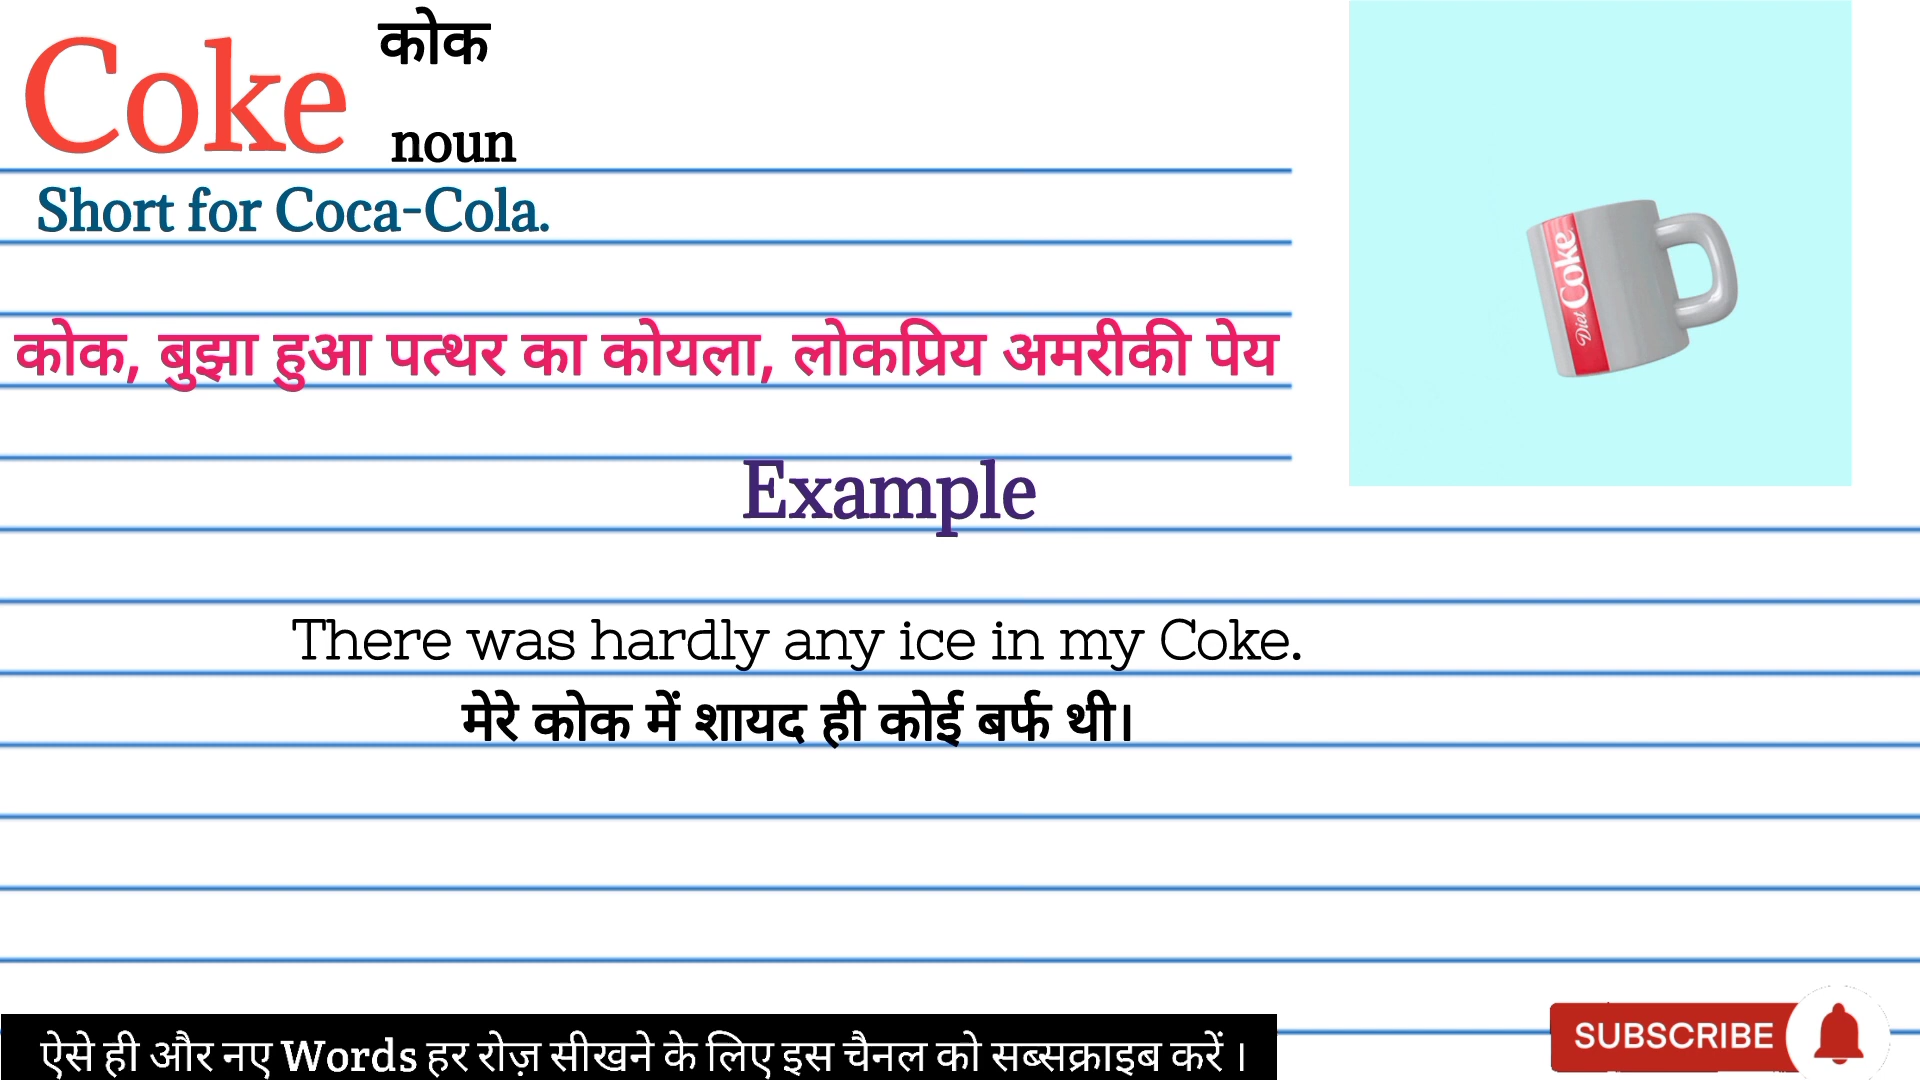 Coke
कोक
noun
Short for Coca-Cola.
कोक, बुझा हुआ पत्थर का कोयला, लोकप्रिय अमरीकी पेय
Diet Coke
Example
There was hardly any ice in my Coke.
मेरे कोक में शायद ही कोई बर्फ थी।
ऐसे ही और नए Words हर रोज़ सीखने के लिए इस चैनल को सब्सक्राइब करें ।
SUBSCRIBE